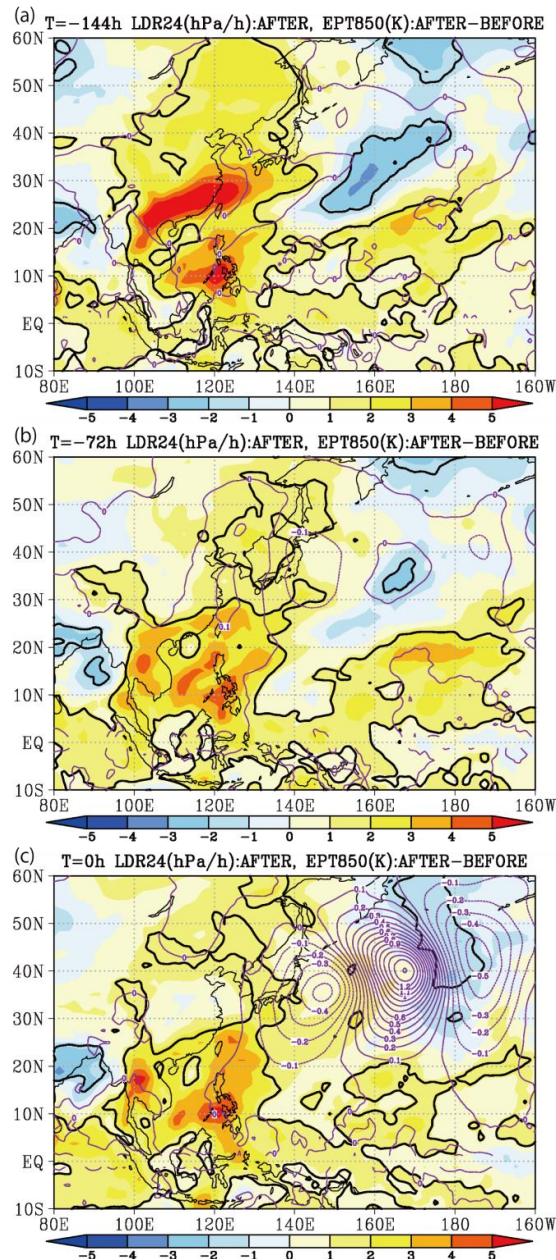 (a)
T=−144h LDR24(hPa/h):AFTER, EPT850(K):AFTER−BEFORE
60N
50N
40N
30N
20N
10N
EQ
10S
80E 100E 120E 140E 160E 180 160W
−5 −4 −3 −2 −1 0 1 2 3 4 5
(b)
T=−72h LDR24(hPa/h):AFTER, EPT850(K):AFTER−BEFORE
60N
50N
40N
30N
20N
10N
EQ
10S
−0.1
0.1
80E 100E 120E 140E 160E 180 160W
−5 −4 −3 −2 −1 0 1 2 3 4 5
(c)
T=0h LDR24(hPa/h):AFTER, EPT850(K):AFTER−BEFORE
60N
50N
40N
30N
20N
10N
EQ
10S
80E 100E 120E 140E 160E 180 160W
−5 −4 −3 −2 −1 0 1 2 3 4 5